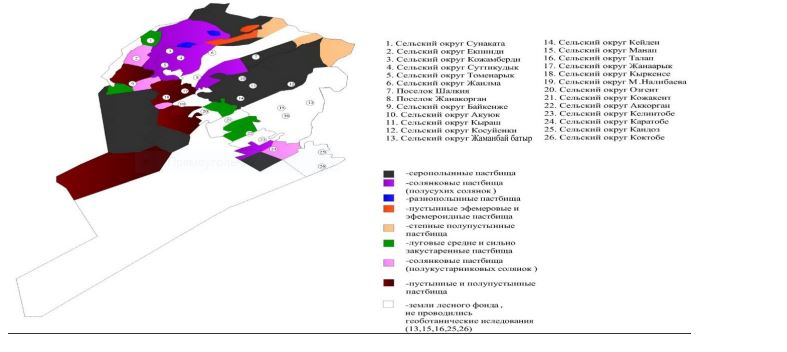 1. Сельский округ Сунаката
2. Сельский округ Екпинди
3. Сельский округ Кожамберди
4. Сельский округ Суттикудык
5. Сельский округ Томенарык
6. Сельский округ Жаилма
7. Поселок Шалкия
8. Поселок Жанакорган
9. Сельский округ Байкенже
10. Сельский округ Акуюк
11. Сельский округ Кыраш
12. Сельский округ Косуйенки
13. Сельский округ Жаманбай батыр
14. Сельский округ Кейден
15. Сельский округ Манап
16. Сельский округ Талап
17. Сельский округ Жанаарык
18. Сельский округ Кыркенсе
19. Сельский округ М.Налибаева
20. Сельский округ Озгент
21. Сельский округ Кожакент
22. Сельский округ Аккорган
23. Сельский округ Келинтобе
24. Сельский округ Каратобе
25. Сельский округ Кандоз
26. Сельский округ Коктобе
-серополынные пастбища
-солянковые пастбища
(полусухих солянок )
-разнополынные пастбища
-пустынные эфемеровые и
эфемероидные пастбища
-степные полупустынные
пастбища
-луговые средне и сильно
закустаренные пастбища
-солянковые пастбища
(полукустарниковых солянок )
-пустынные и полупустынные
пастбища
-земли лесного фонда ,
не проводились
геоботанические иследования
(13,15,16,25,26)